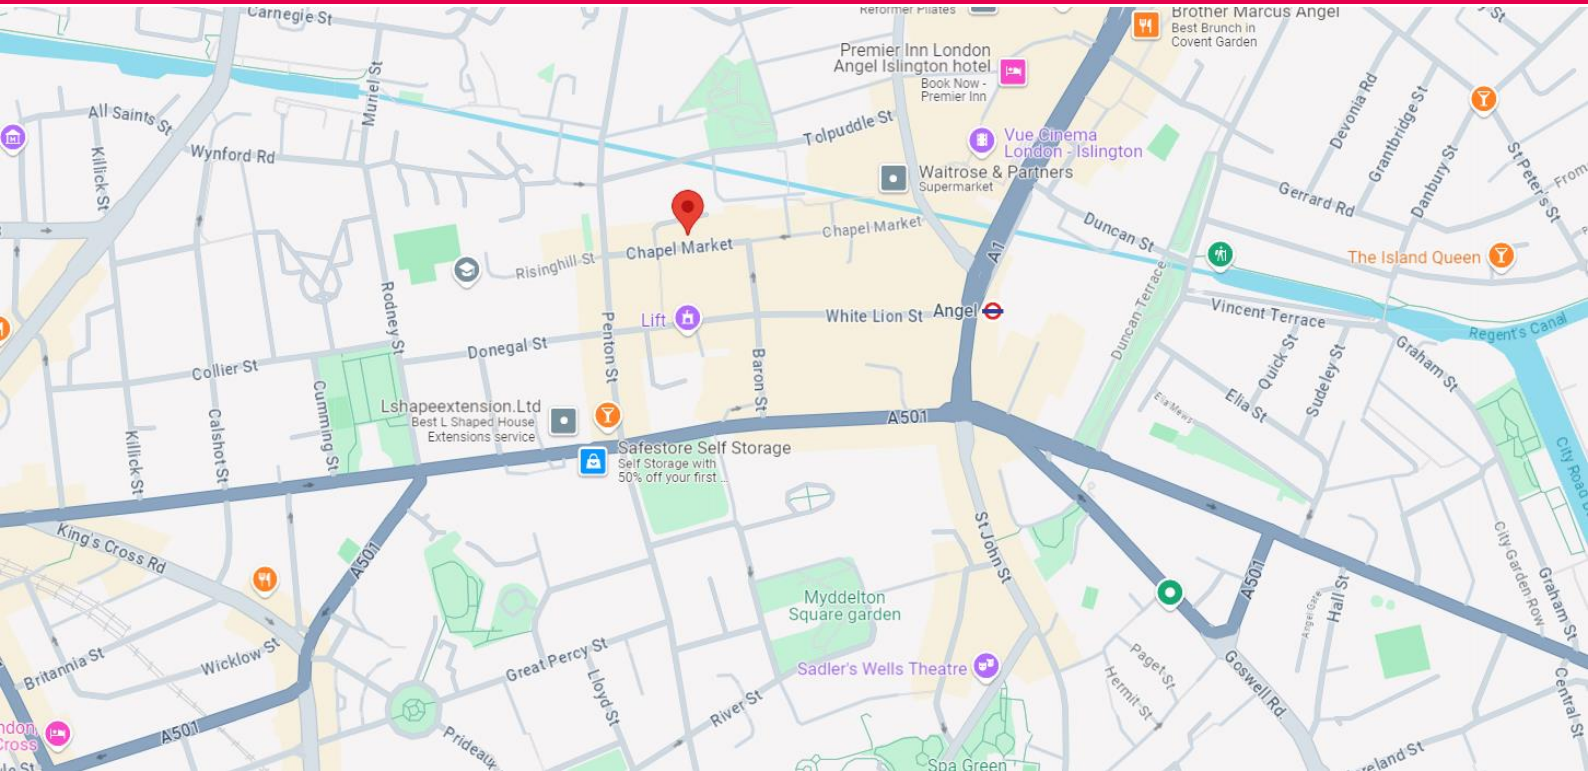 Carnegie St
Reformer Pilates
Brother Marcus Angel
Best Brunch in
Covent Garden
Premier Inn London
Angel Islington hotel
Book Now -
Premier Inn
Muriel St
All Saints St
Killick St
Wynford Rd
Tolpuddle St
Vue Cinema
London - Islington
Waitrose & Partners
Supermarket
Devonia Rd
Grantbridge St
Danbury St
St Peter's St
Gerrard Rd
Chapel Market
Chapel Market
Risinghill St
A1
Duncan St
Duncan Terrace
The Island Queen
Rodney St
Penton St
Lift
White Lion St
Angel
Vincent Terrace
Regent's Canal
Donegal St
Collier St
Cumming St
Calshot St
Killick St
Baron St
Quick St
Sudeley St
Elia St
Elia Mews
Graham St
Lshapeextension.Ltd
Best L Shaped House
Extensions service
A501
Safestore Self Storage
Self Storage with
50% off your first ...
City Road
King's Cross Rd
A501
St John St
A501
Hall St
Angel Gate
City Garden Row
Graham St
Myddelton
Square garden
Britannia St
Wicklow St
Great Percy St
Lloyd St
River St
Sadler's Wells Theatre
Paget St
Hermit St
Goswell Rd
Central St
Cross
A501
Spa Green